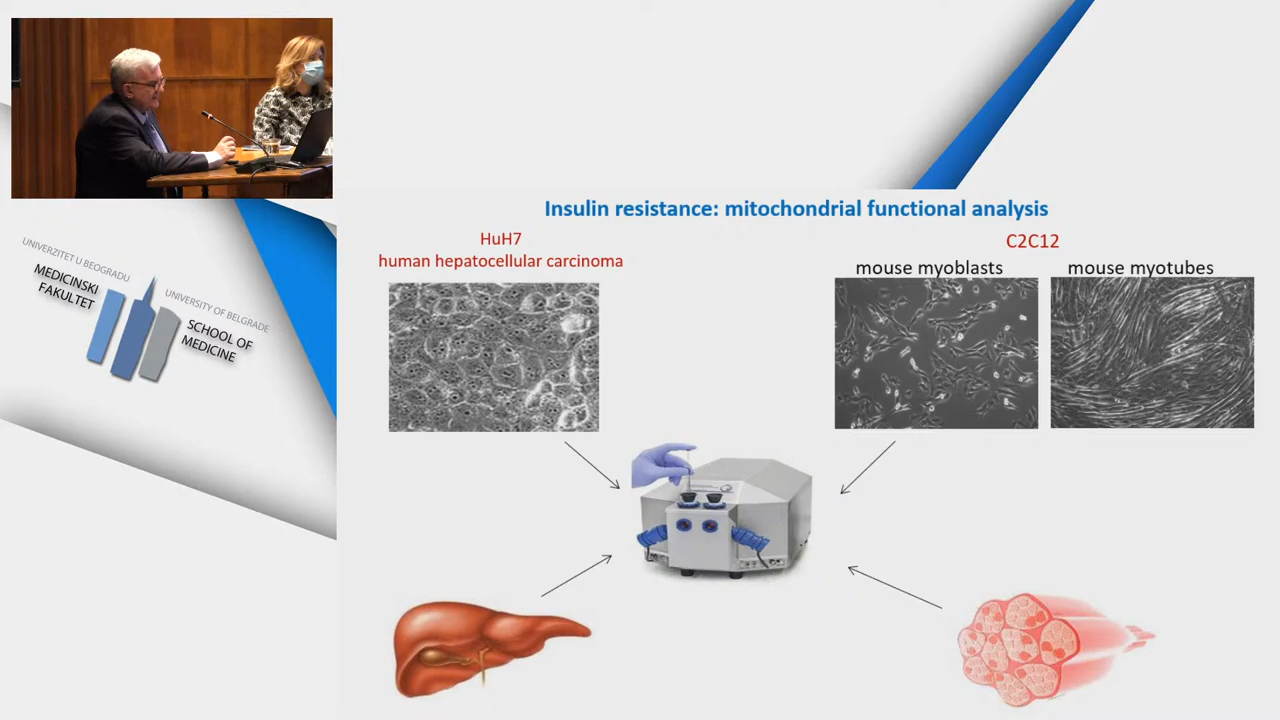 UNIVERZITET U BEOGRADU
MEDICINSKI
FAKULTET
UNIVERSITY OF BELGRADE
SCHOOL OF
MEDICINE
Insulin resistance: mitochondrial functional analysis
HuH7
human hepatocellular carcinoma
C2C12
mouse myoblasts
mouse myotubes